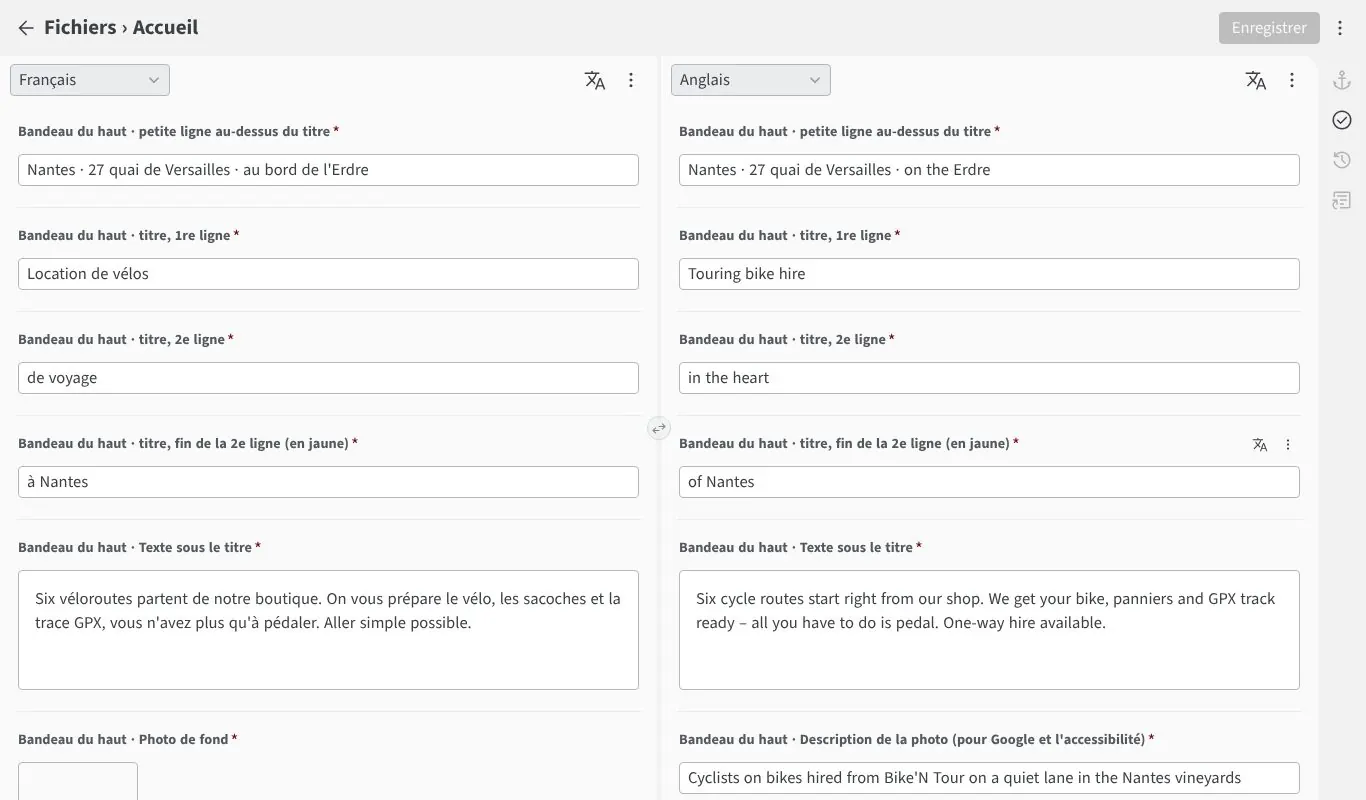 Fichiers › Accueil
Enregistrer
Français
Bandeau du haut · petite ligne au-dessus du titre *
Nantes · 27 quai de Versailles · au bord de l'Erdre
Bandeau du haut · titre, 1re ligne *
Location de vélos
Bandeau du haut · titre, 2e ligne *
de voyage
Bandeau du haut · titre, fin de la 2e ligne (en jaune) *
à Nantes
Bandeau du haut · Texte sous le titre *
Six véloroutes partent de notre boutique. On vous prépare le vélo, les sacoches et la
trace GPX, vous n'avez plus qu'à pédaler. Aller simple possible.
Bandeau du haut · Photo de fond *
Anglais
Bandeau du haut · petite ligne au-dessus du titre *
Nantes · 27 quai de Versailles · on the Erdre
Bandeau du haut · titre, 1re ligne *
Touring bike hire
Bandeau du haut · titre, 2e ligne *
in the heart
Bandeau du haut · titre, fin de la 2e ligne (en jaune) *
of Nantes
Bandeau du haut · Texte sous le titre *
Six cycle routes start right from our shop. We get your bike, panniers and GPX track
ready – all you have to do is pedal. One-way hire available.
Bandeau du haut · Description de la photo (pour Google et l'accessibilité) *
Cyclists on bikes hired from Bike'N Tour on a quiet lane in the Nantes vineyards